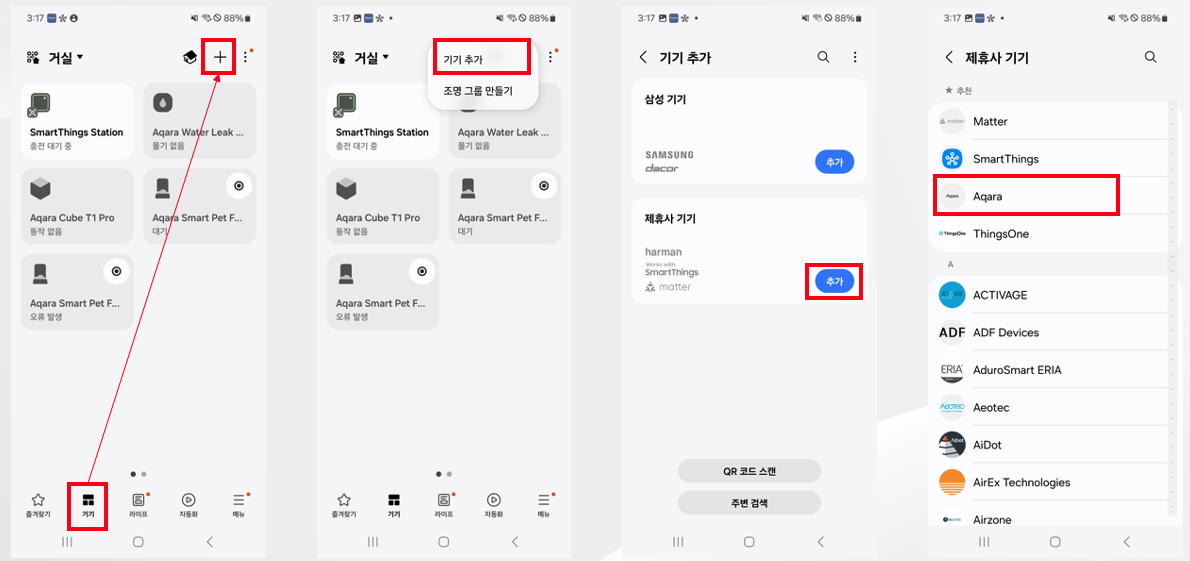 3:17
88%
거실
SmartThings Station
충전 대기 중
Aqara Water Leak ...
물기 없음
Aqara Cube T1 Pro
동작 없음
Aqara Smart Pet F...
대기
Aqara Smart Pet F...
오류 발생
즐겨찾기
기기
라이프
자동화
메뉴
3:17
88%
거실
기기 추가
조명 그룹 만들기
SmartThings Station
충전 대기 중
Aqara Water Leak ...
물기 없음
Aqara Cube T1 Pro
동작 없음
Aqara Smart Pet F...
대기
Aqara Smart Pet F...
오류 발생
즐겨찾기
기기
라이프
자동화
메뉴
3:17
88%
기기 추가
삼성 기기
SAMSUNG
dacor
추가
제휴사 기기
harman
Works with
SmartThings
matter
추가
QR 코드 스캔
주변 검색
3:17
88%
제휴사 기기
추천
matter
Matter
SmartThings
Aqara
Aqara
ThingsOne
ThingsOne
A
ACTIVAGE
ADF
ADF Devices
ERIA
AduroSmart ERIA
AEOTEC
Aeotec
AiDot
AiDot
AirEx Technologies
Airzone